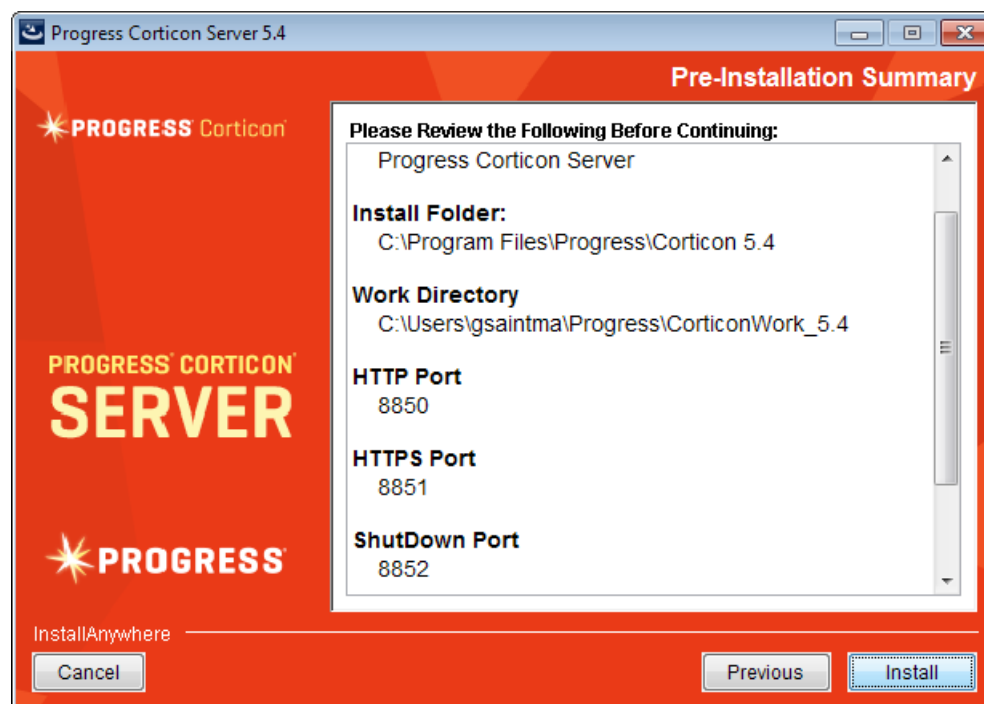 Progress Corticon Server 5.4
Pre-Installation Summary
PROGRESS Corticon
Please Review the Following Before Continuing:
Progress Corticon Server
Install Folder:
C:\Program Files\Progress\Corticon 5.4
Work Directory
C:\Users\gsaintma\Progress\CorticonWork_5.4
HTTP Port
8850
HTTPS Port
8851
ShutDown Port
8852
PROGRESS CORTICON
SERVER
PROGRESS
InstallAnywhere
Cancel
Previous
Install